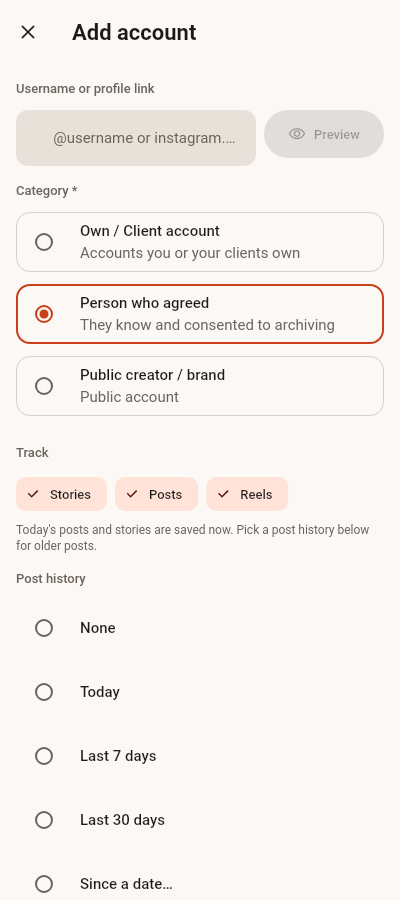 Add account
Username or profile link
@username or instagram.…
Preview
Category *
Own / Client account
Accounts you or your clients own
Person who agreed
They know and consented to archiving
Public creator / brand
Public account
Track
Stories
Posts
Reels
Today's posts and stories are saved now. Pick a post history below
for older posts.
Post history
None
Today
Last 7 days
Last 30 days
Since a date…